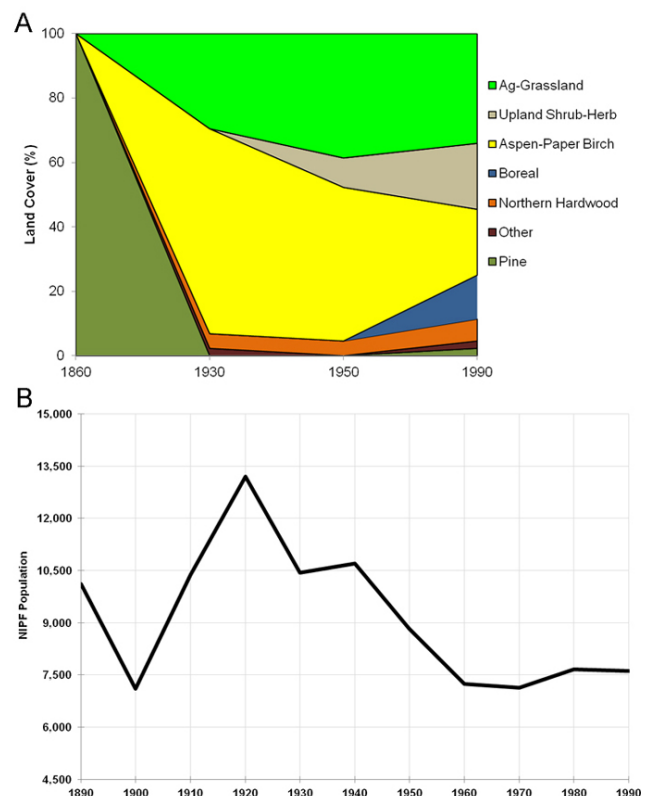 A
Land Cover (%)
100
80
60
40
20
0
1860 1930 1950 1990
Ag-Grassland
Upland Shrub-Herb
Aspen-Paper Birch
Boreal
Northern Hardwood
Other
Pine
B
NIPF Population
15,000
13,500
12,000
10,500
9,000
7,500
6,000
4,500
1890 1900 1910 1920 1930 1940 1950 1960 1970 1980 1990